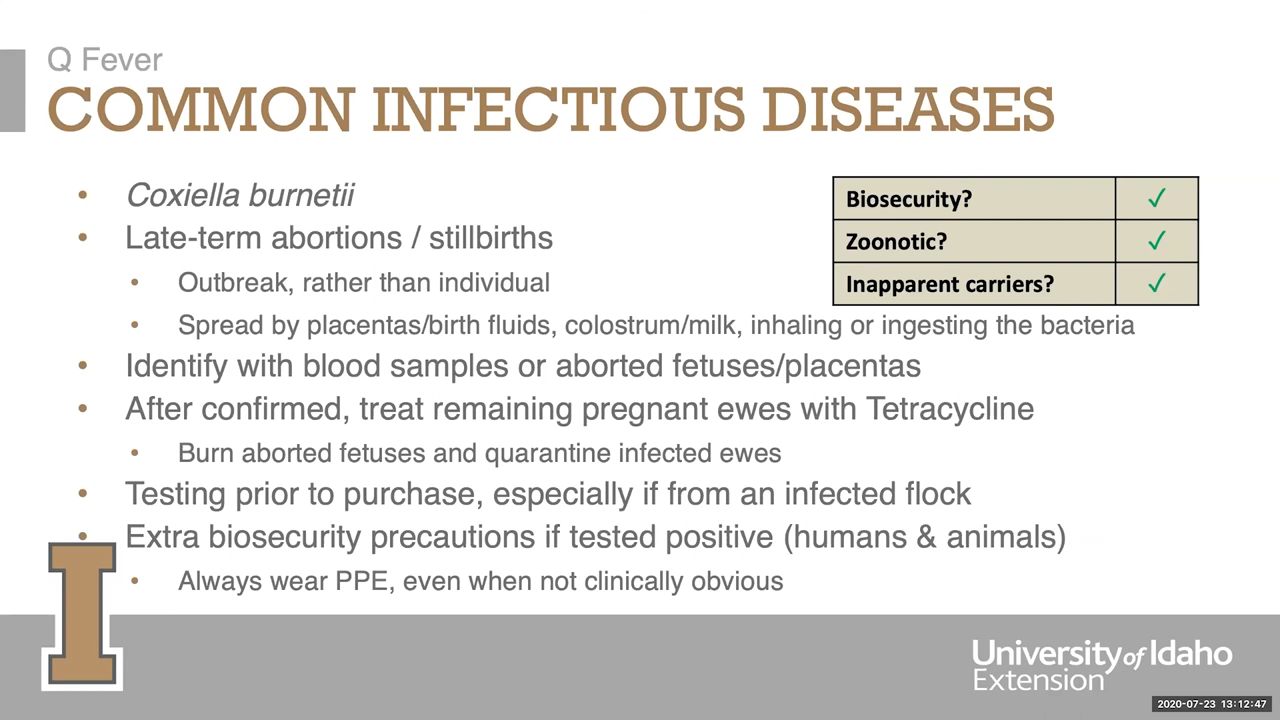 Q Fever
COMMON INFECTIOUS DISEASES
• Coxiella burnetii
• Late-term abortions / stillbirths
• Outbreak, rather than individual
• Spread by placentas/birth fluids, colostrum/milk, inhaling or ingesting the bacteria
• Identify with blood samples or aborted fetuses/placentas
• After confirmed, treat remaining pregnant ewes with Tetracycline
• Burn aborted fetuses and quarantine infected ewes
• Testing prior to purchase, especially if from an infected flock
• Extra biosecurity precautions if tested positive (humans & animals)
• Always wear PPE, even when not clinically obvious
Biosecurity? ✓
Zoonotic? ✓
Inapparent carriers? ✓
I
University of Idaho
Extension
2020-07-23 13:12:47